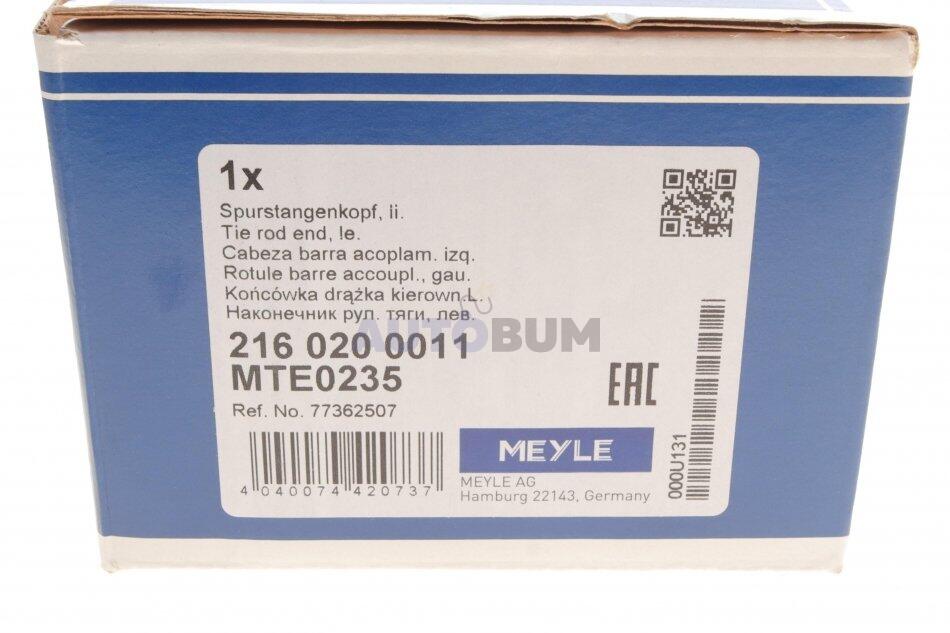 1x
Spurstangenkopf, li.
Tie rod end, le.
Cabeza barra acoplam. izq.
Rotule barre accoupl., gau.
Końcówka drążka kierown.L.
Наконечник рул. тяги, лев.
AUTOBUM
216 020 0011
MTE0235
EAC
Ref. No. 77362507
MEYLE
4 040074 420737
MEYLE AG
Hamburg 22143, Germany
000U131